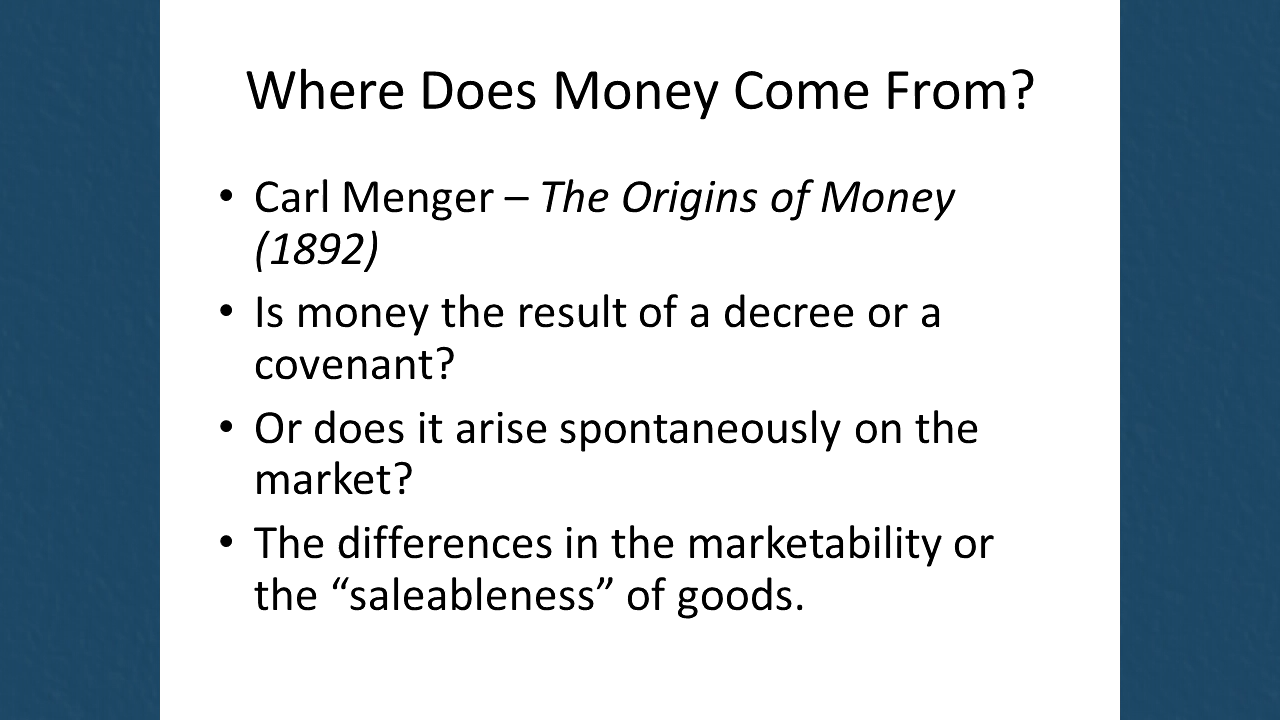 Where Does Money Come From?
• Carl Menger – The Origins of Money
(1892)
• Is money the result of a decree or a
covenant?
• Or does it arise spontaneously on the
market?
• The differences in the marketability or
the “saleableness” of goods.